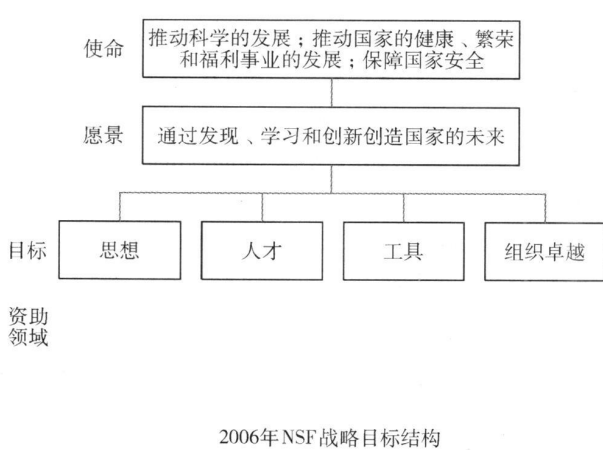 使命
推动科学的发展；推动国家的健康、繁荣
和福利事业的发展；保障国家安全
愿景
通过发现、学习和创新创造国家的未来
目标
思想
人才
工具
组织卓越
资助
领域
2006年NSF战略目标结构